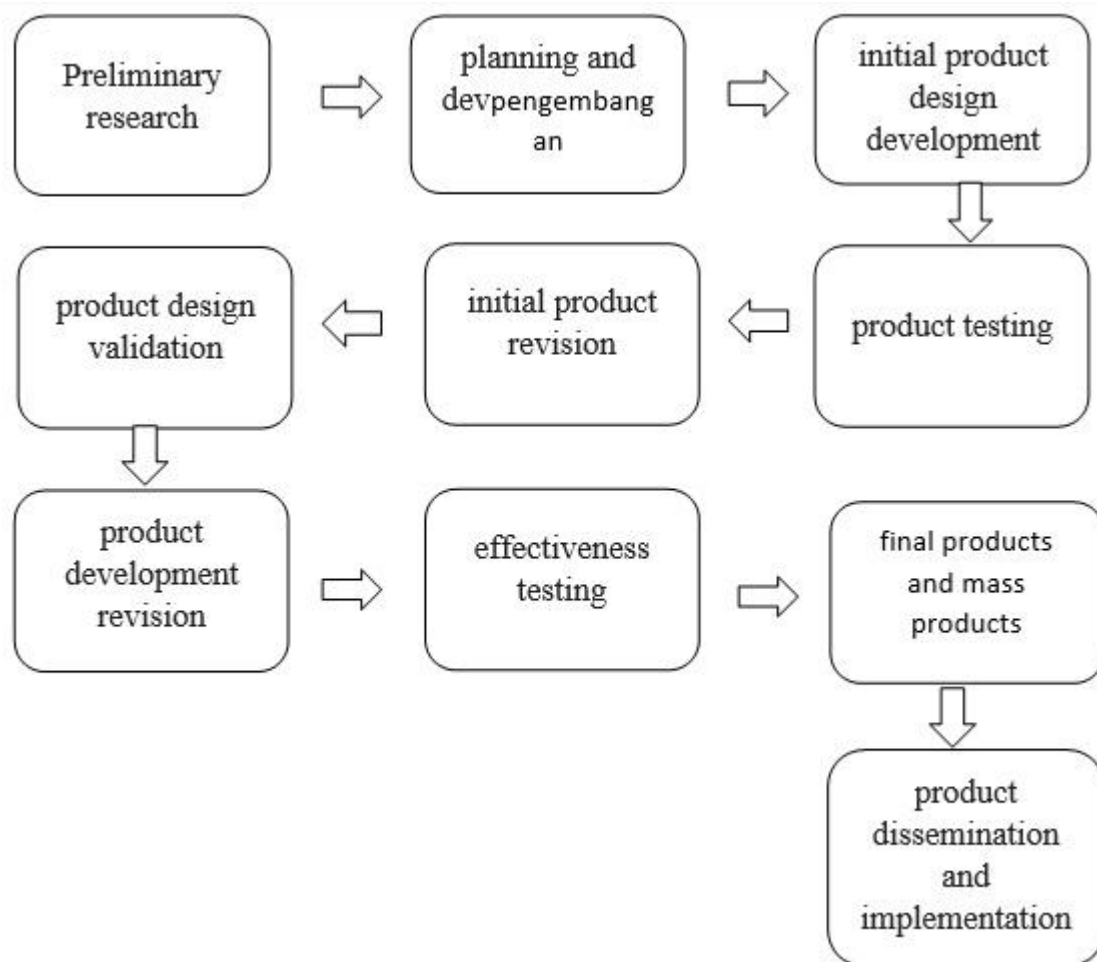 Preliminary
research
planning and
devpengembang
an
initial product
design
development
product testing
initial product
revision
product design
validation
product
development
revision
effectiveness
testing
final products
and mass
products
product
dissemination
and
implementation